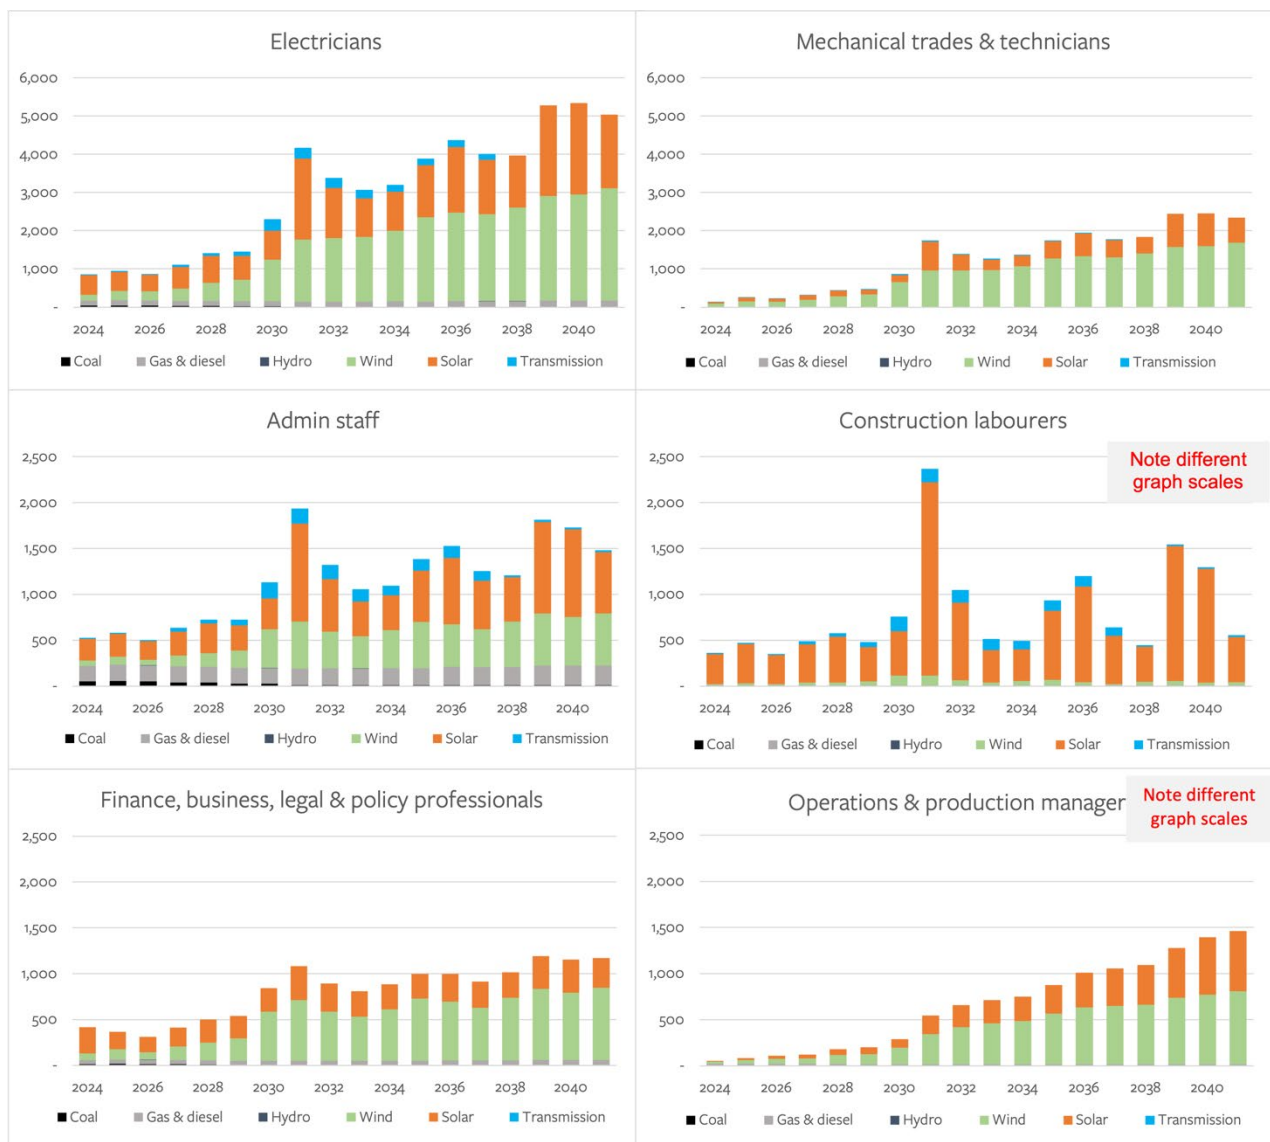 Electricians
6,000
5,000
4,000
3,000
2,000
1,000
-
2024 2026 2028 2030 2032 2034 2036 2038 2040
Coal Gas & diesel Hydro Wind Solar Transmission
Mechanical trades & technicians
6,000
5,000
4,000
3,000
2,000
1,000
-
2024 2026 2028 2030 2032 2034 2036 2038 2040
Coal Gas & diesel Hydro Wind Solar Transmission
Admin staff
2,500
2,000
1,500
1,000
500
-
2024 2026 2028 2030 2032 2034 2036 2038 2040
Coal Gas & diesel Hydro Wind Solar Transmission
Construction labourers
Note different
graph scales
2,500
2,000
1,500
1,000
500
-
2024 2026 2028 2030 2032 2034 2036 2038 2040
Coal Gas & diesel Hydro Wind Solar Transmission
Finance, business, legal & policy professionals
2,500
2,000
1,500
1,000
500
-
2024 2026 2028 2030 2032 2034 2036 2038 2040
Coal Gas & diesel Hydro Wind Solar Transmission
Operations & production manager
Note different
graph scales
2,500
2,000
1,500
1,000
500
-
2024 2026 2028 2030 2032 2034 2036 2038 2040
Coal Gas & diesel Hydro Wind Solar Transmission